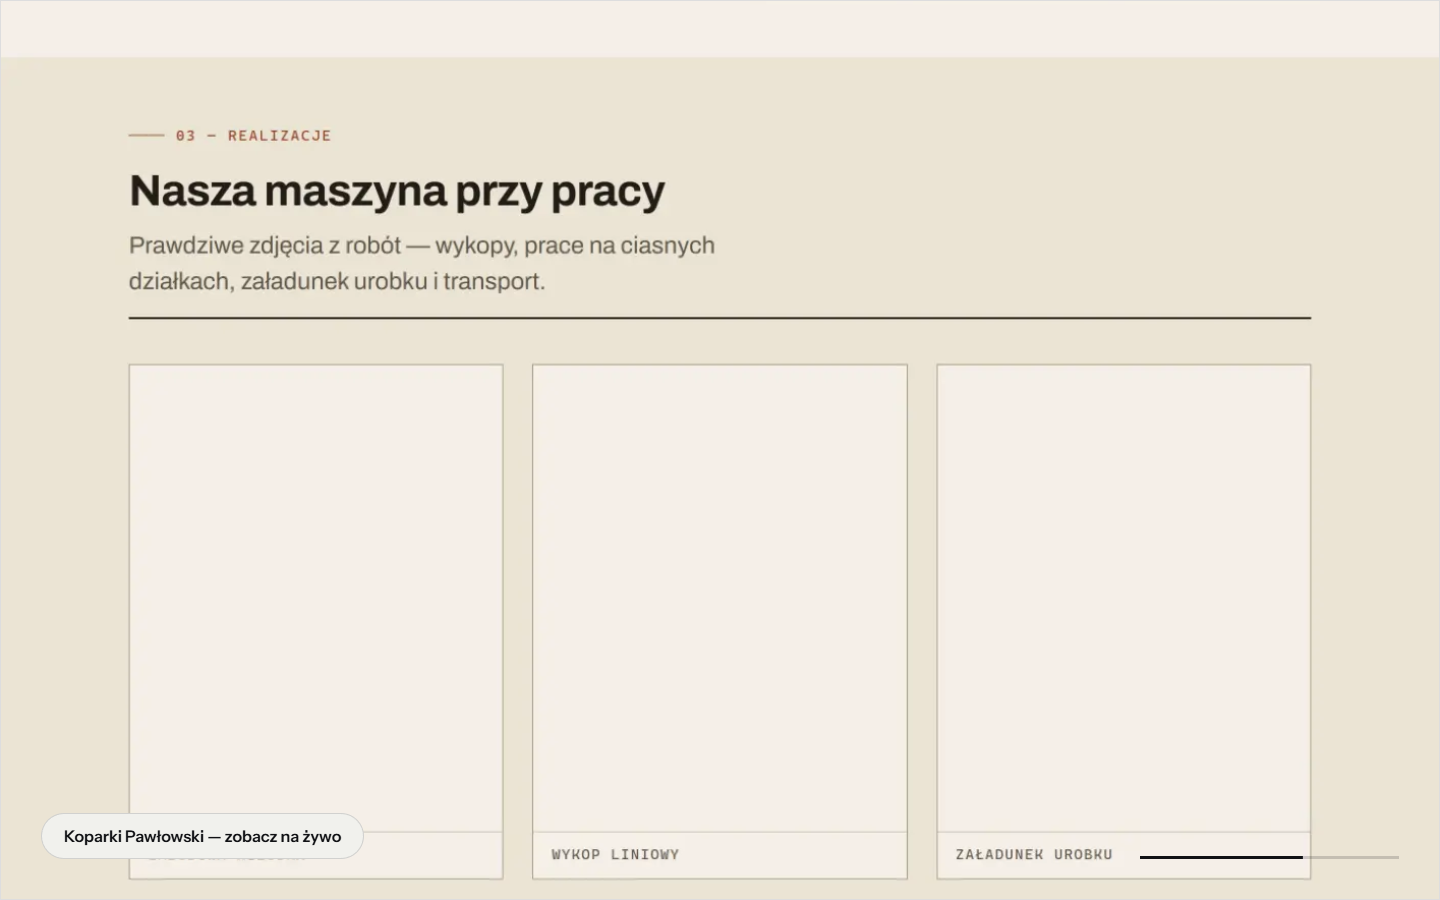 03 — REALIZACJE
Nasza maszyna przy pracy
Prawdziwe zdjęcia z robót — wykopy, prace na ciasnych
działkach, załadunek urobku i transport.
Koparki Pawłowski — zobacz na żywo
WYKOP LINIOWY
ZAŁADUNEK UROBKU